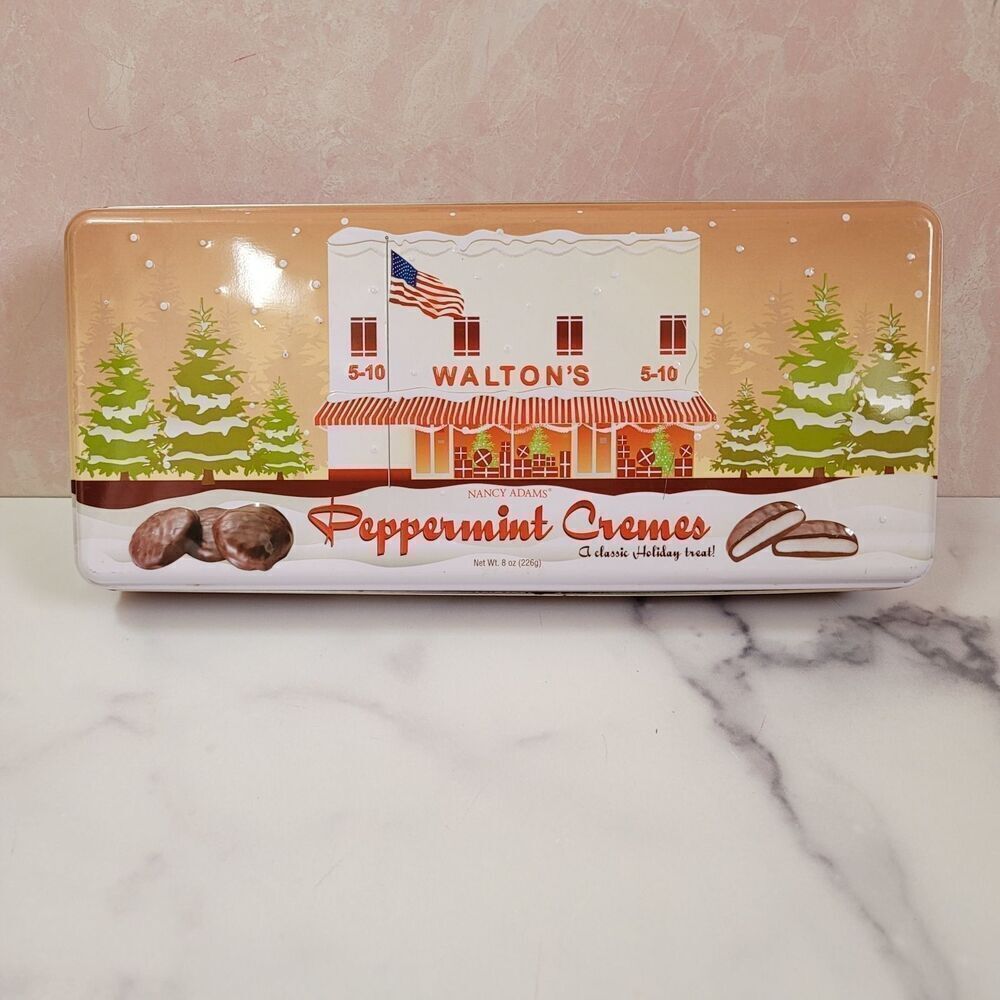 5-10 WALTON'S 5-10
NANCY ADAMS®
Peppermint Cremes
A classic Holiday treat!
Net Wt. 8 oz (226g)